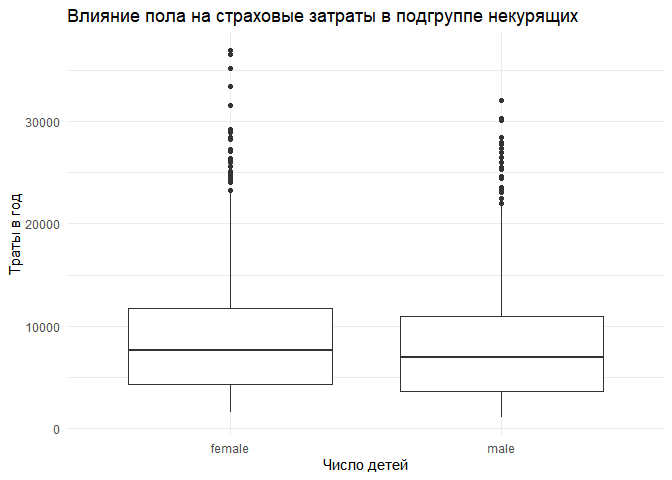 Влияние пола на страховые затраты в подгруппе некурящих
Траты в год
30000
20000
10000
0
female male
Число детей